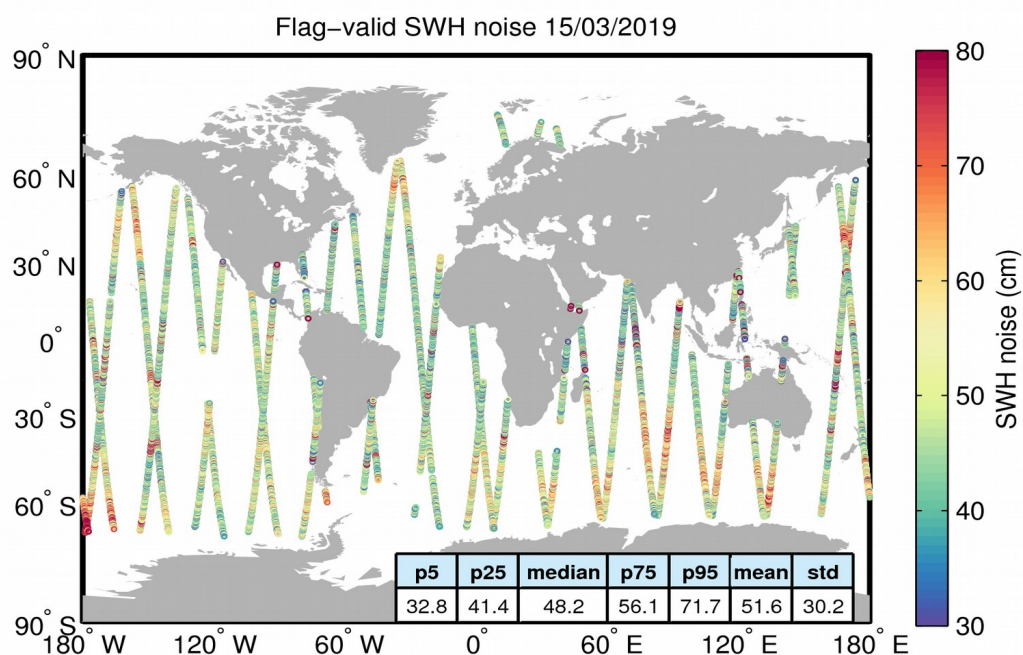 Flag−valid SWH noise 15/03/2019
90° N
60° N
30° N
0°
30° S
60° S
90° S
180° W
120° W
60° W
0°
60° E
120° E
180° E
80
70
60
50
40
30
SWH noise (cm)
p5 p25 median p75 p95 mean std
32.8 41.4 48.2 56.1 71.7 51.6 30.2